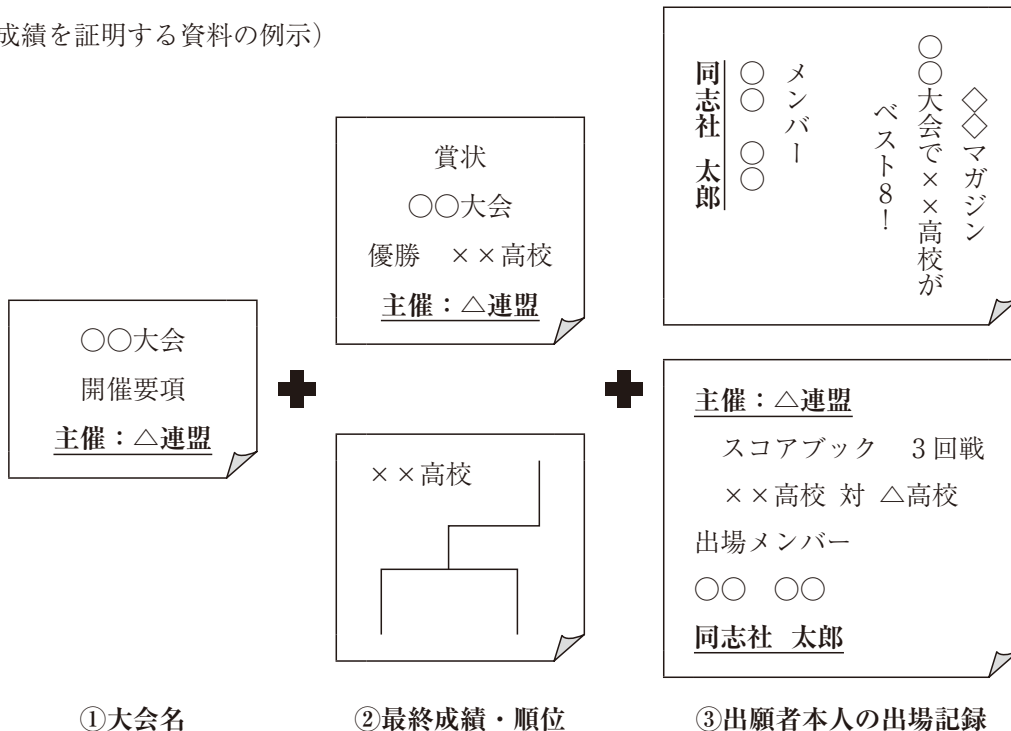 成績を証明する資料の例示）
○○大会
開催要項
主催：△連盟
賞状
○○大会
優勝　××高校
主催：△連盟
××高校
◇◇マガジン
○○大会で××高校が
ベスト8！
メンバー
○○　○○
同志社　太郎
主催：△連盟
スコアブック　3回戦
××高校 対 △高校
出場メンバー
○○　○○
同志社 太郎
①大会名
②最終成績・順位
③出願者本人の出場記録